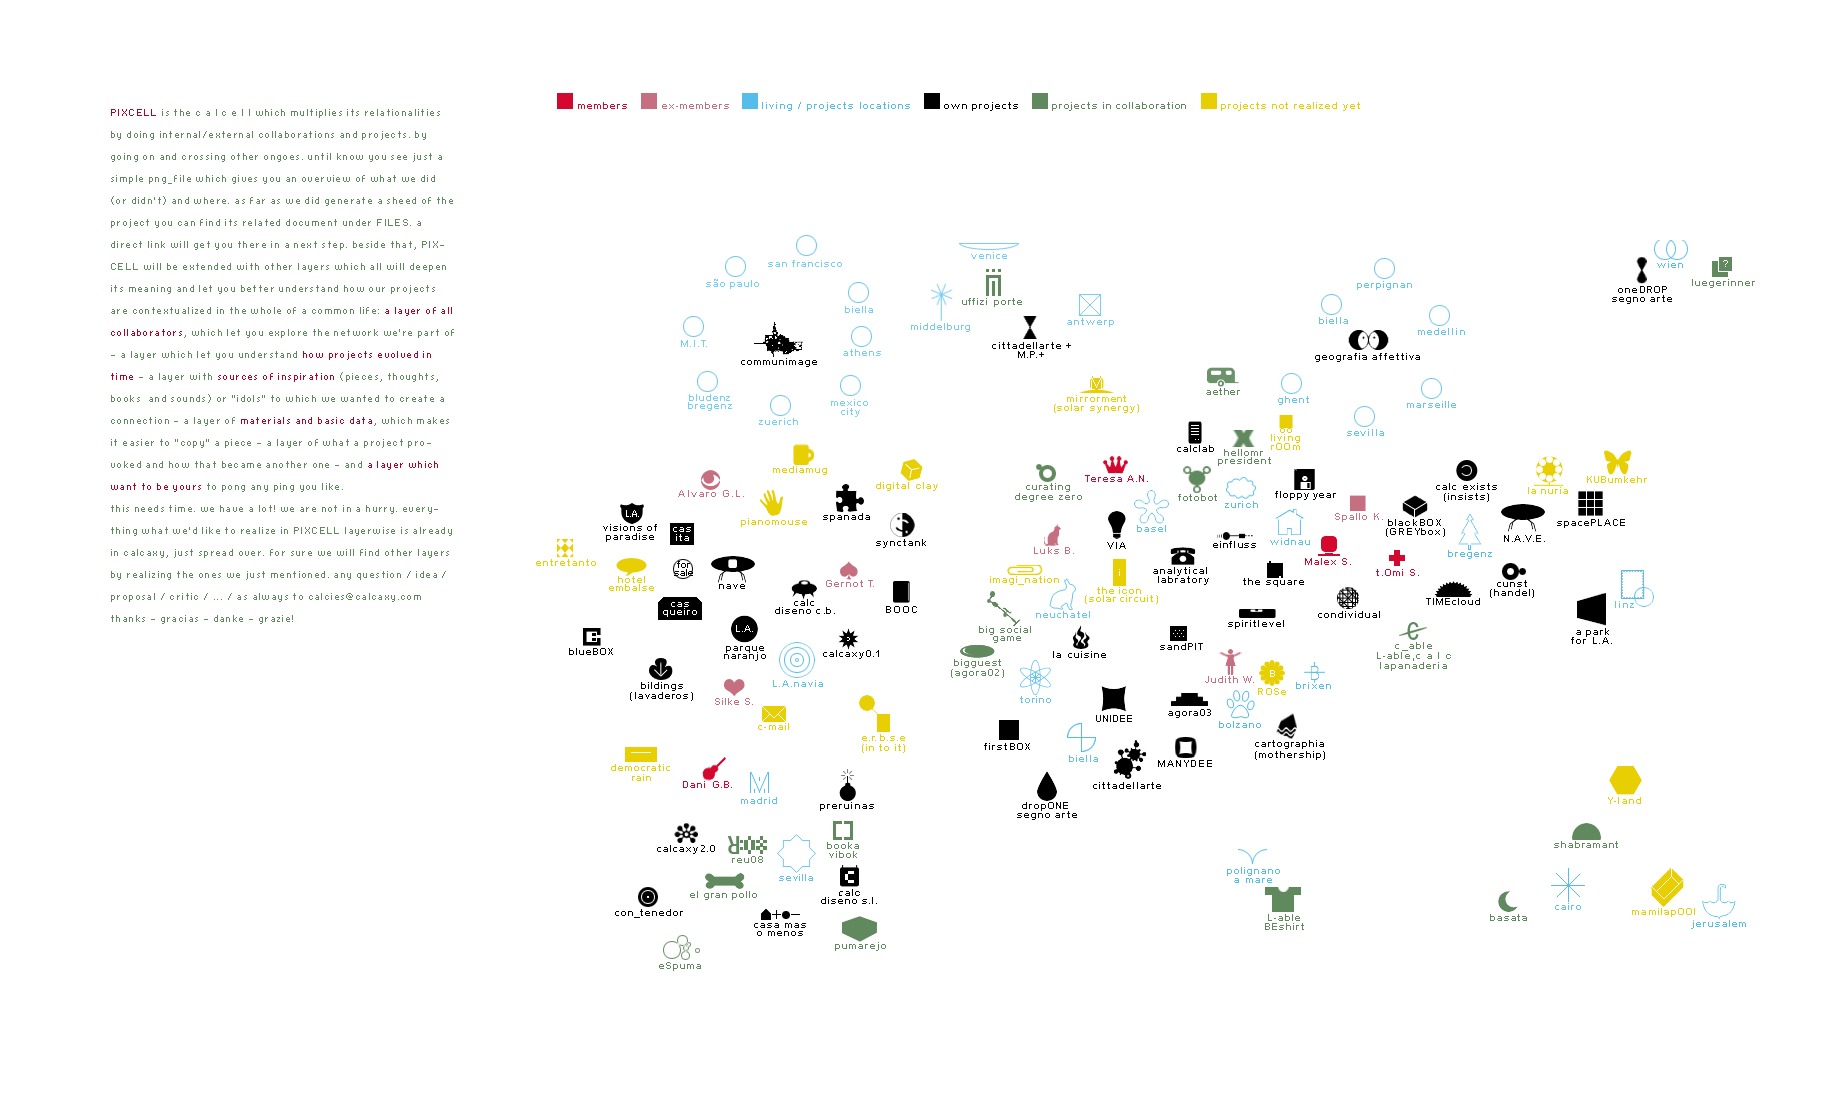 PIXCELL is the c a l c e l l which multiplies its relationalities
by doing internal/external collaborations and projects. by
going on and crossing other ongoes. until know you see just a
simple png_file which gives you an overview of what we did
(or didn't) and where. as far as we did generate a sheed of the
project you can find its related document under FILES. a
direct link will get you there in a next step. beside that, PIX-
CELL will be extended with other layers which all will deepen
its meaning and let you better understand how our projects
are contextualized in the whole of a common life: a layer of all
collaborators, which let you explore the network we're part of
- a layer which let you understand how projects evolved in
time - a layer with sources of inspiration (pieces, thoughts,
books and sounds) or "idols" to which we wanted to create a
connection - a layer of materials and basic data, which makes
it easier to "copy" a piece - a layer of what a project pro-
voked and how that became another one - and a layer which
want to be yours to pong any ping you like.
this needs time. we have a lot! we are not in a hurry. every-
thing what we'd like to realize in PIXCELL layerwise is already
in calcaxy, just spread over. for sure we will find other layers
by realizing the ones we just mentioned. any question / idea /
proposal / critic / ... / as always to calcies@calcaxy.com
thanks - gracias - danke - grazie!
members
ex-members
living / projects locations
own projects
projects in collaboration
projects not realized yet
san francisco
são paulo
biella
M.I.T.
communimage
athens
bludenz
bregenz
zuerich
mexico
city
venice
uffizi porte
middelburg
cittadellarte +
M.P.+
antwerp
mirrorment
(solar synergy)
perpignan
biella
medellin
geografia affettiva
aether
ghent
marseille
sevilla
wien
oneDROP
segno arte
?
luegerinner
mediamug
Alvaro G.L.
digital clay
pianomouse
spanada
L.A.
visions of
paradise
cas
ita
synctank
entretanto
hotel
embalse
for
sale
nave
calc
diseno c.b.
Gernot T.
BOOC
cas
queiro
blueBOX
L.A.
parque
naranjo
calcaxy0.1
bildings
(lavaderos)
L.A.navia
Silke S.
c-mail
e.r.b.s.e
(in to it)
democratic
rain
Dani G.B.
madrid
preruinas
calcaxy2.0
reu08
sevilla
booka
vibok
el gran pollo
calc
diseno s.l.
con_tenedor
casa mas
o menos
pumarejo
eSpuma
calclab
hellomr
president
living
r00m
curating
degree zero
Teresa A.N.
fotobot
zurich
floppy year
Spallo K.
blackBOX
(GREYbox)
calc exists
(insists)
la nuria
KUBumkehr
spacePLACE
N.A.V.E.
bregenz
Luks B.
VIA
basel
einfluss
widnau
Malex S.
t.Omi S.
imagi_nation
analytical
labratory
the square
i
the icon
(solar circuit)
neuchatel
condividual
TIMEcloud
cunst
(handel)
linz
big social
game
spiritlevel
a park
for L.A.
bigguest
(agora02)
la cuisine
sandPIT
c_able
L-able,c a l c
lapanaderia
Judith W.
B
ROSe
brixen
torino
UNIDEE
agora03
bolzano
firstBOX
biella
cittadellarte
MANYDEE
cartographia
(mothership)
dropONE
segno arte
Y-land
shabramant
polignano
a mare
L-able
BEshirt
basata
cairo
mamilap001
jerusalem